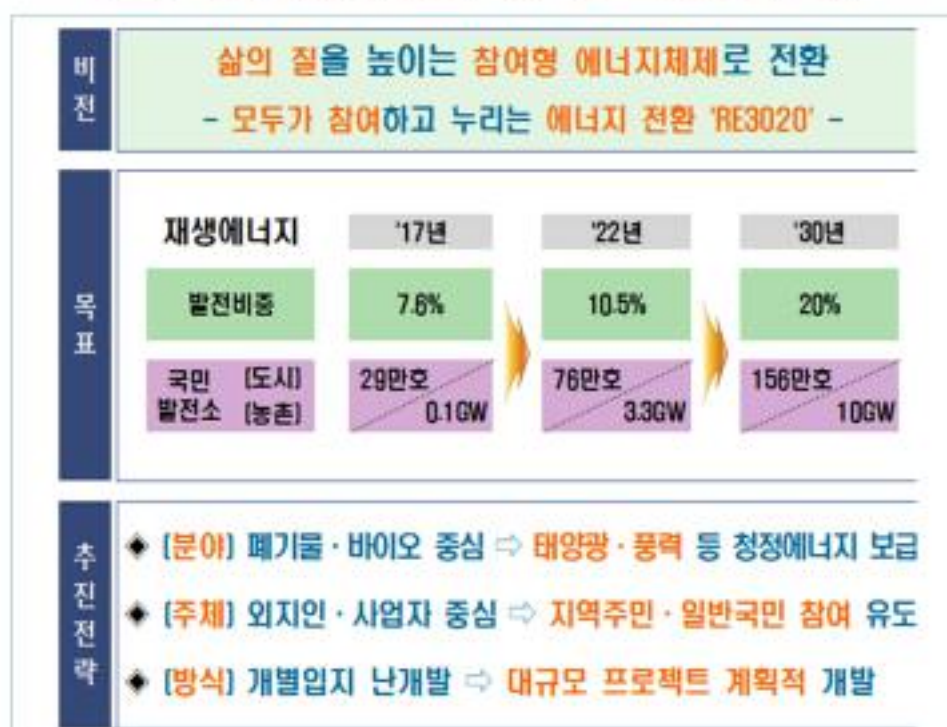 비전
삶의 질을 높이는 참여형 에너지체제로 전환
- 모두가 참여하고 누리는 에너지 전환 'RE3020' -
목표
재생에너지 '17년 '22년 '30년
발전비중 7.6% 10.5% 20%
국민 (도시) 29만호 76만호 156만호
발전소 (농촌) 0.1GW 3.3GW 10GW
추진전략
◆ (분야) 폐기물·바이오 중심 ⇨ 태양광·풍력 등 청정에너지 보급
◆ (주체) 외지인·사업자 중심 ⇨ 지역주민·일반국민 참여 유도
◆ (방식) 개별입지 난개발 ⇨ 대규모 프로젝트 계획적 개발